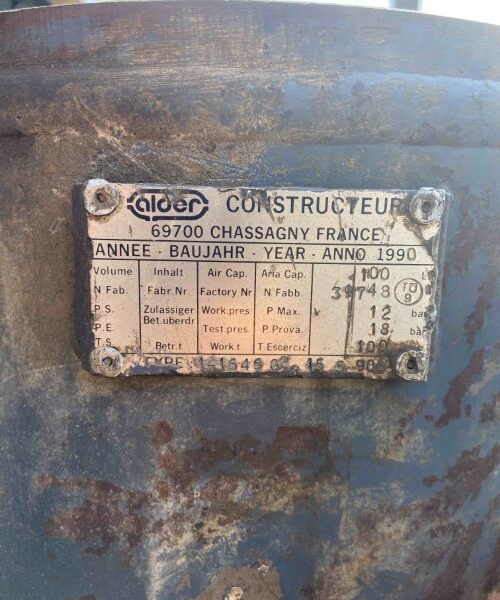 alder CONSTRUCTEUR
69700 CHASSAGNY FRANCE
ANNEE - BAUJAHR - YEAR - ANNO 1990
Volume Inhalt Air Cap. Aria Cap. 100 L
N Fab. Fabr. Nr Factory Nr N Fabb. 39748
P.S. Zulassiger Work.pres. P Max. 12 bar
Bet.uberdr
P.E. Test.pres. P.Prova. 18 bar
T.S. Betr.t Work.t T.Escerciz 100
TYPE